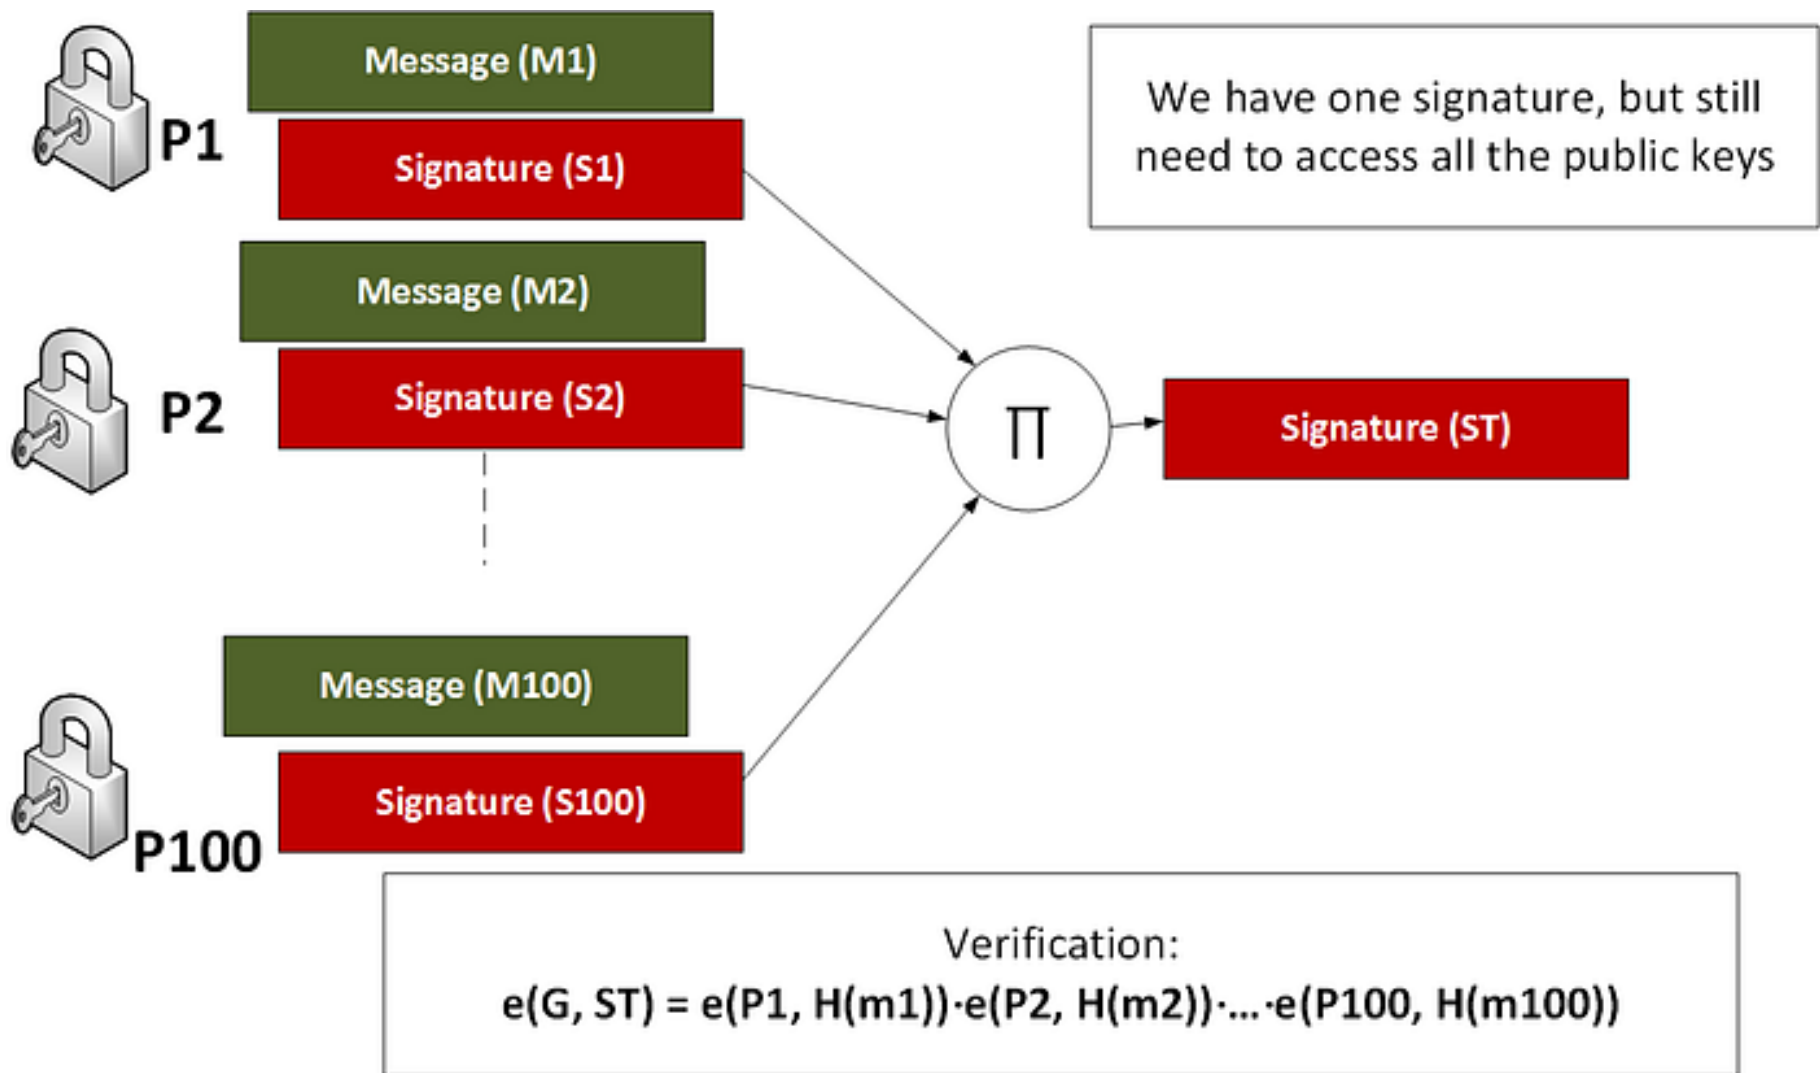 Message (M1)
P1
Signature (S1)
We have one signature, but still
need to access all the public keys
Message (M2)
P2
Signature (S2)
∏
Signature (ST)
Message (M100)
Signature (S100)
P100
Verification:
e(G, ST) = e(P1, H(m1))·e(P2, H(m2))·...·e(P100, H(m100))